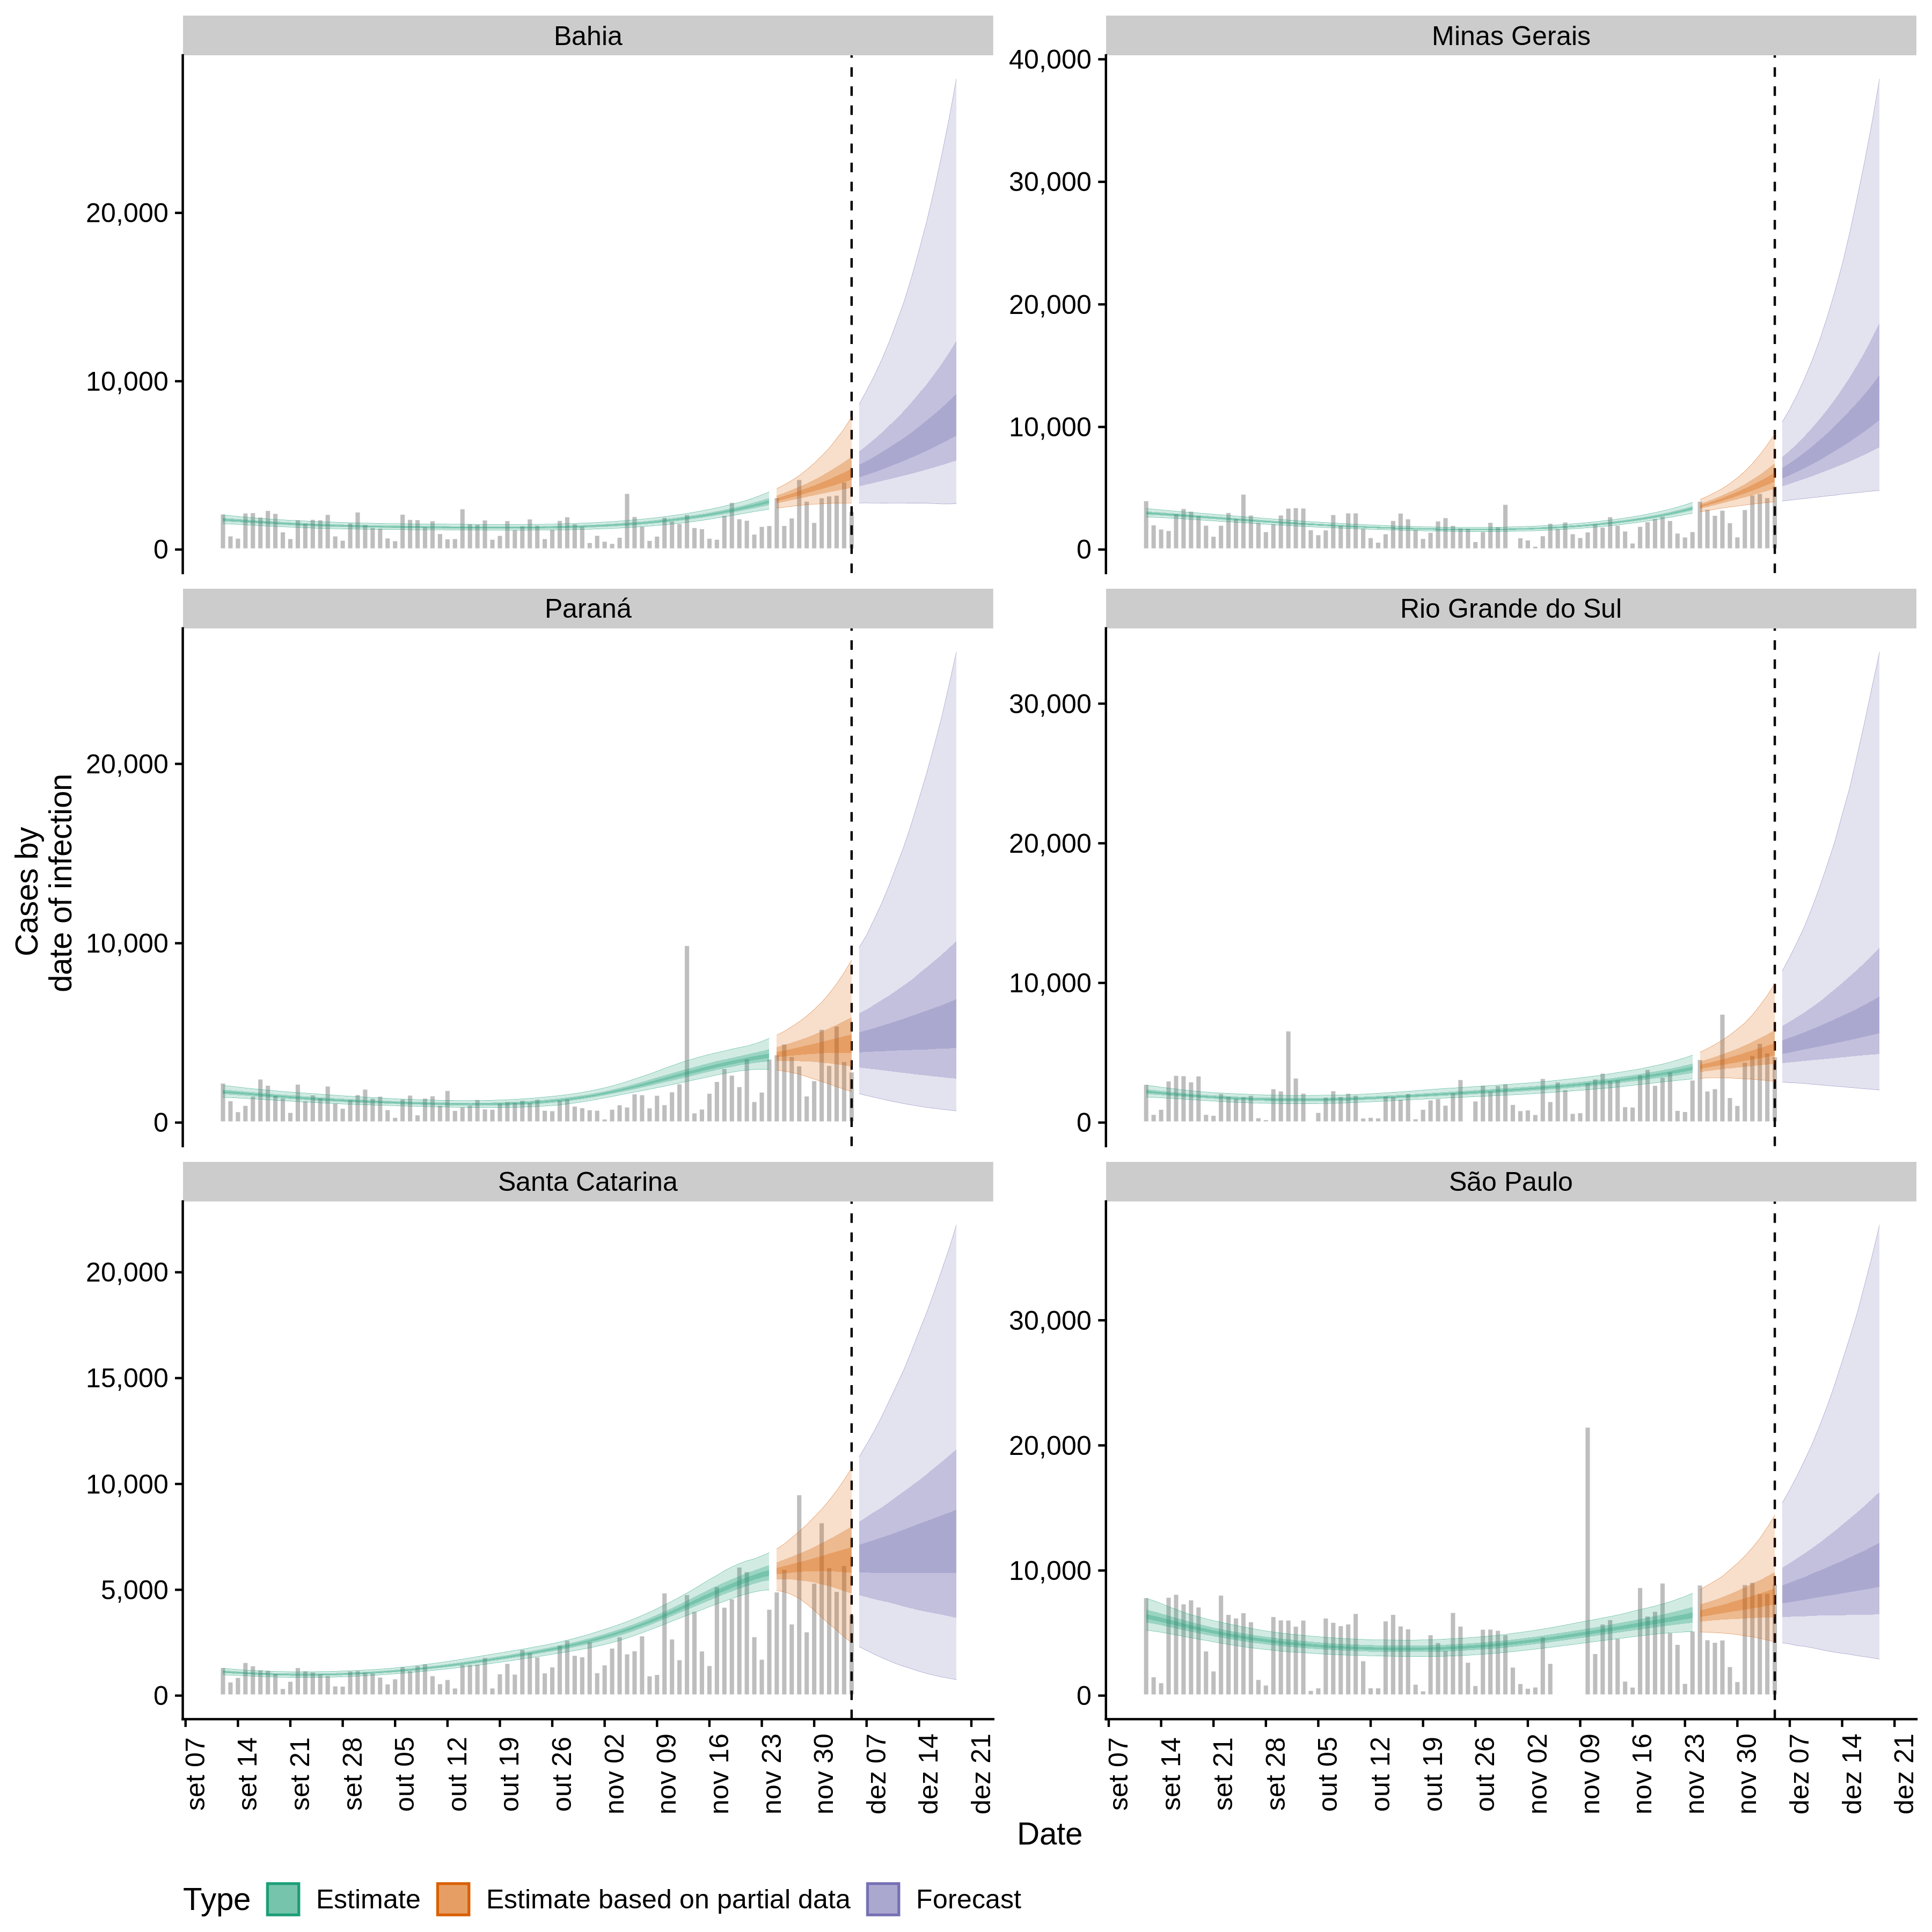 Bahia
Minas Gerais
20,000
10,000
0
40,000
30,000
20,000
10,000
0
Paraná
Rio Grande do Sul
20,000
10,000
0
30,000
20,000
10,000
0
Cases by
date of infection
Santa Catarina
São Paulo
20,000
15,000
10,000
5,000
0
30,000
20,000
10,000
0
set 07
set 14
set 21
set 28
out 05
out 12
out 19
out 26
nov 02
nov 09
nov 16
nov 23
nov 30
dez 07
dez 14
dez 21
set 07
set 14
set 21
set 28
out 05
out 12
out 19
out 26
nov 02
nov 09
nov 16
nov 23
nov 30
dez 07
dez 14
dez 21
Date
Type Estimate Estimate based on partial data Forecast